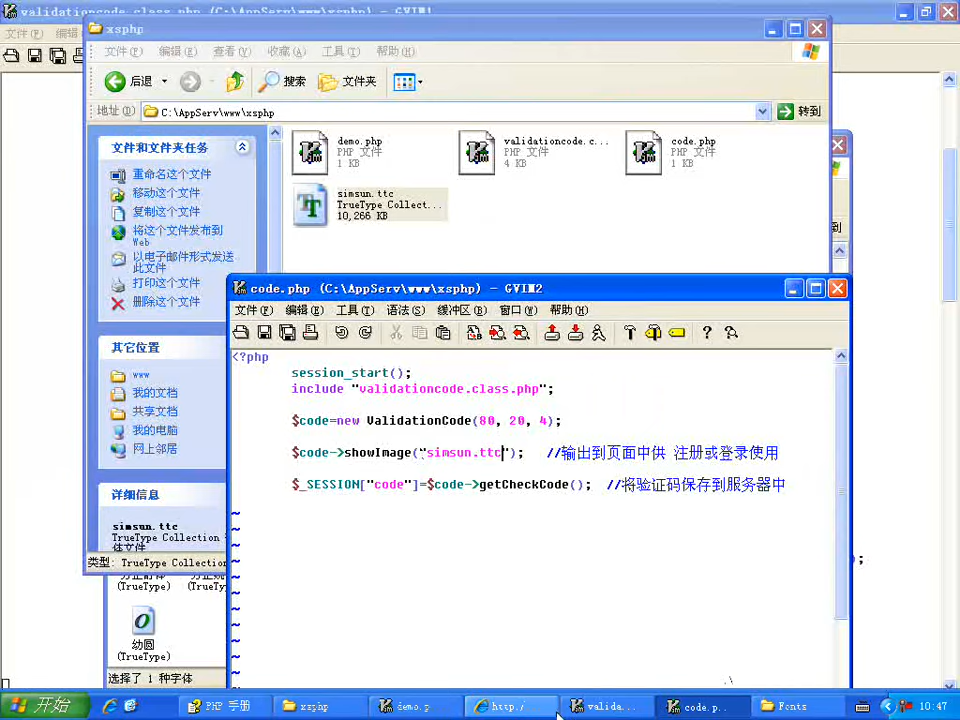 validationcode.class.php (C:\AppServ\www\xsphp) - GVIM1
文件(F) 编辑
xsphp
文件(F) 编辑(E) 查看(V) 收藏(A) 工具(T) 帮助(H)
后退 搜索 文件夹
地址(D) C:\AppServ\www\xsphp 转到
文件和文件夹任务
重命名这个文件
移动这个文件
复制这个文件
将这个文件发布到
Web
以电子邮件形式发送
此文件
打印这个文件
删除这个文件
其它位置
www
我的文档
共享文档
我的电脑
网上邻居
详细信息
simsun.ttc
TrueType Collection
体文件
类型: TrueType Collection
demo.php
PHP 文件
1 KB
validationcode.c...
PHP 文件
4 KB
code.php
PHP 文件
1 KB
simsun.ttc
TrueType Collect...
10,266 KB
到
code.php (C:\AppServ\www\xsphp) - GVIM2
文件(F) 编辑(E) 工具(T) 语法(S) 缓冲区(B) 窗口(W) 帮助(H)
<?php
session_start();
include "validationcode.class.php";
$code=new ValidationCode(80, 20, 4);
$code->showImage("simsun.ttc"); //输出到页面中供 注册或登录使用
$_SESSION["code"]=$code->getCheckCode(); //将验证码保存到服务器中
~
~
~
~
~
~
~
~
~
~
~
;
(TrueType) (TrueType)
幼圆
(TrueType)
选择了 1 种字体
开始 PHP 手册 xsphp demo.p http:/ valida... code.p.. Fonts 10:47